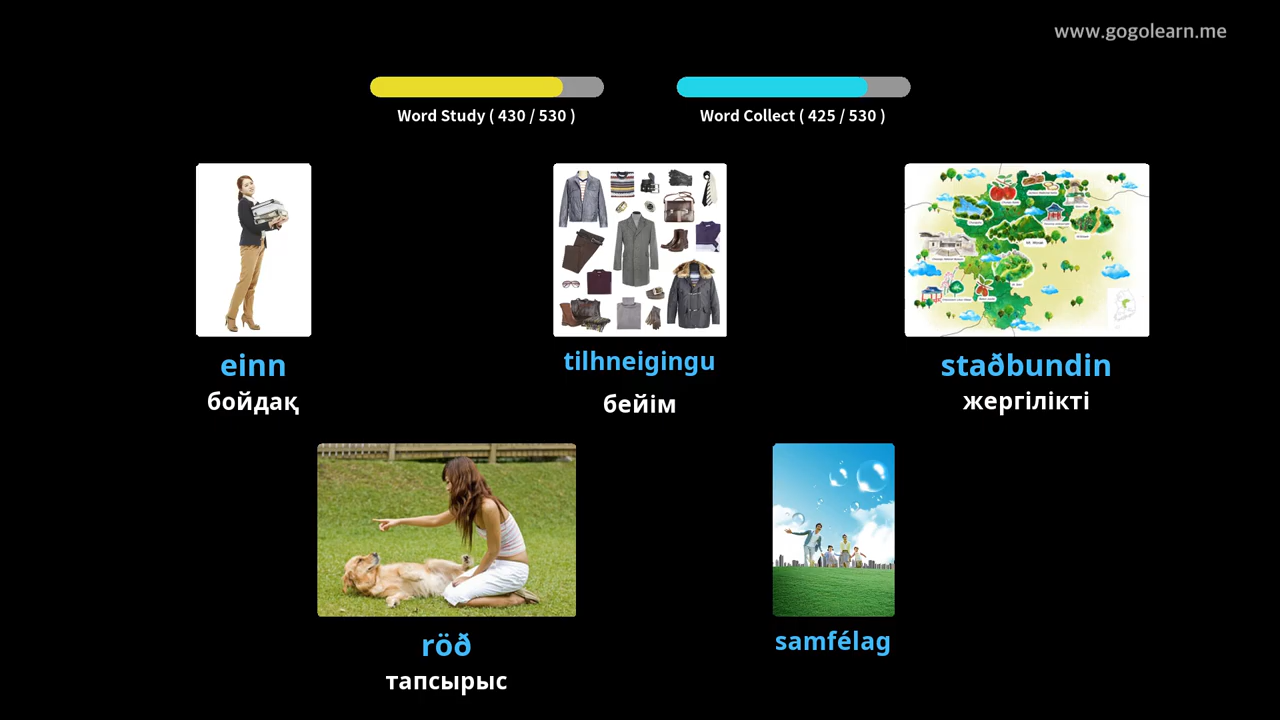 www.gogolearn.me
Word Study ( 430 / 530 )
Word Collect ( 425 / 530 )
einn
бойдақ
tilhneigingu
бейім
staðbundin
жергілікті
röð
тапсырыс
samfélag